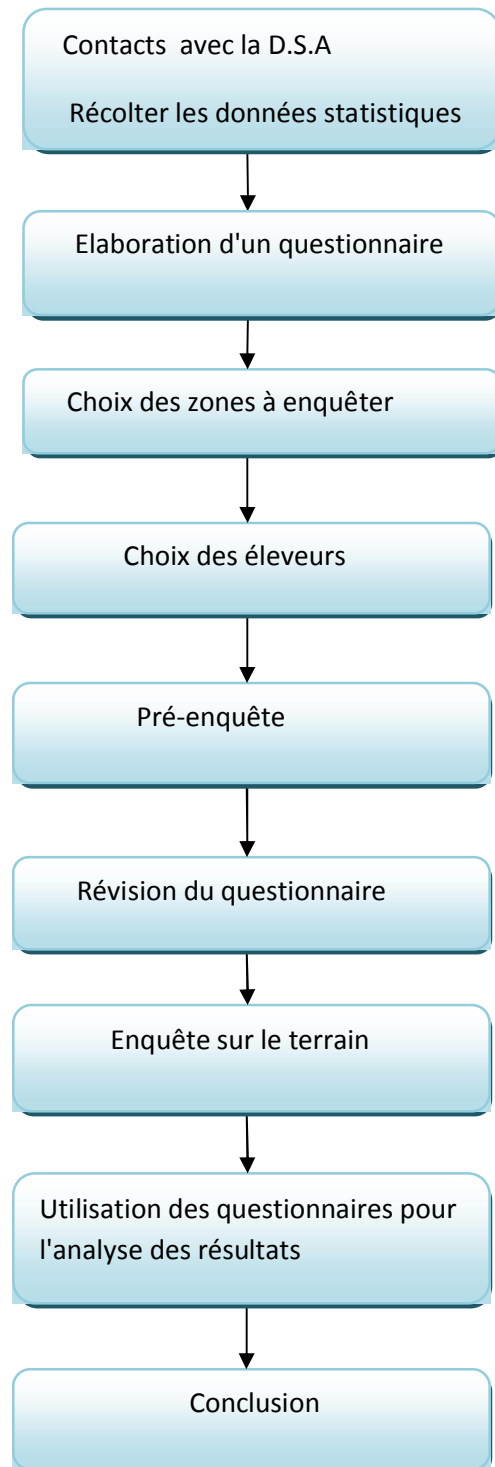 Contacts avec la D.S.A
Récolter les données statistiques
Elaboration d'un questionnaire
Choix des zones à enquêter
Choix des éleveurs
Pré-enquête
Révision du questionnaire
Enquête sur le terrain
Utilisation des questionnaires pour
l'analyse des résultats
Conclusion